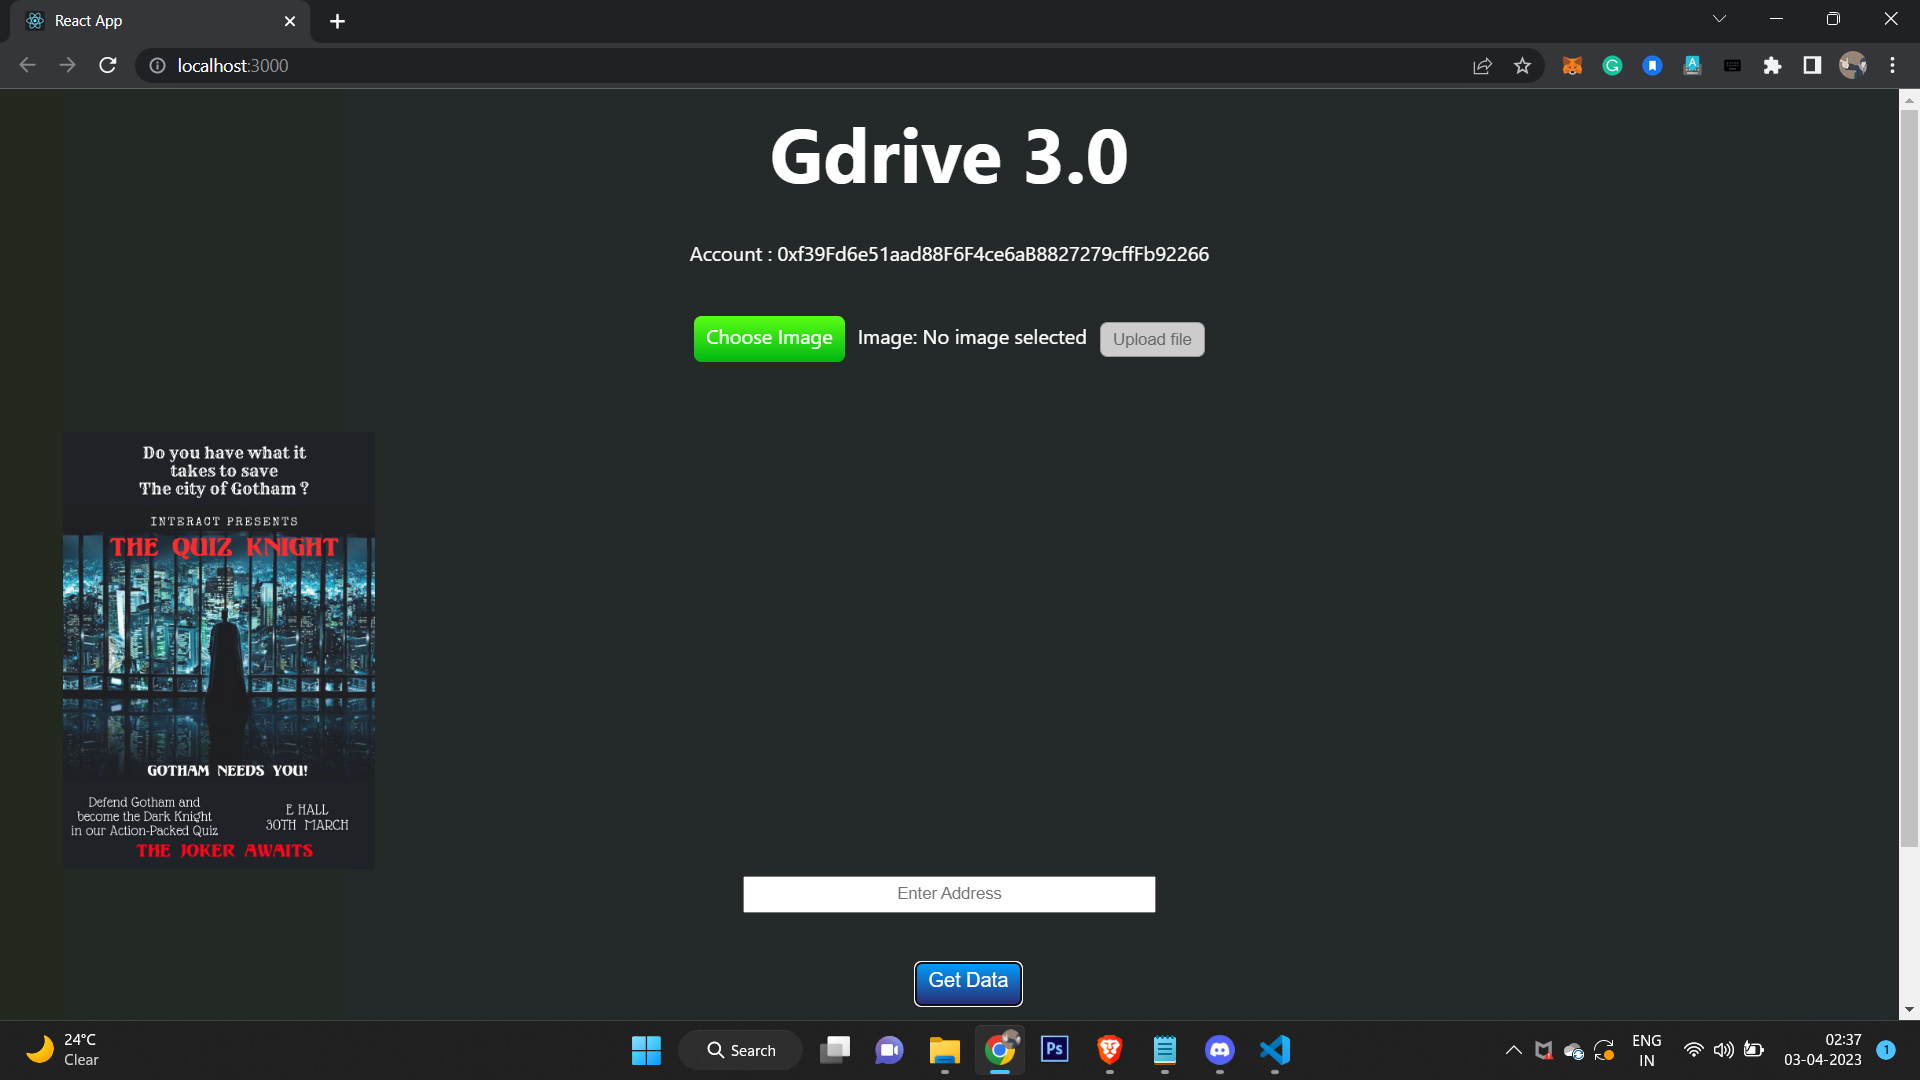 React App
localhost:3000
Gdrive 3.0
Account : 0xf39Fd6e51aad88F6F4ce6aB8827279cffFb92266
Choose Image
Image: No image selected
Upload file
Do you have what it
takes to save
The city of Gotham ?
INTERACT PRESENTS
THE QUIZ KNIGHT
GOTHAM NEEDS YOU!
Defend Gotham and
become the Dark Knight
in our Action-Packed Quiz
E HALL
30TH MARCH
THE JOKER AWAITS
Enter Address
Get Data
24°C
Clear
Search
Ps
ENG
IN
02:37
03-04-2023
1